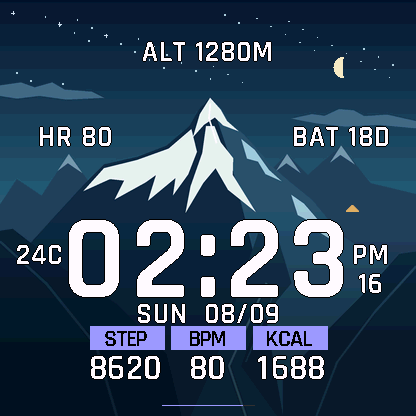 ALT 1280M
HR 80 BAT 18D
24C 02:23 PM
16
SUN 08/09
STEP BPM KCAL
8620 80 1688